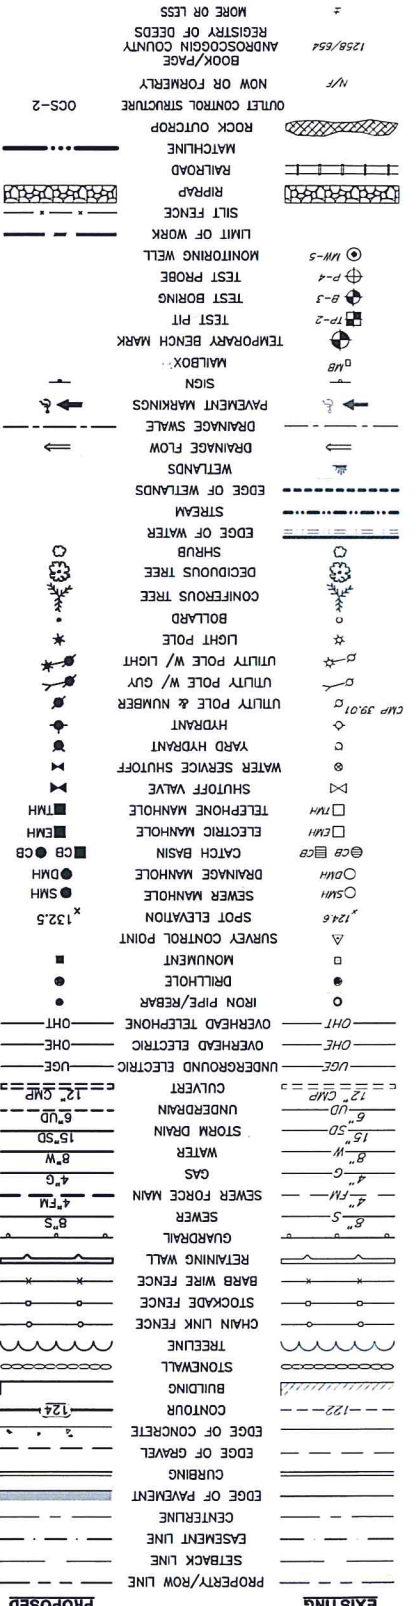 EXISTING PROPOSED
PROPERTY/ROW LINE
SETBACK LINE
EASEMENT LINE
CENTERLINE
EDGE OF PAVEMENT
CURBING
EDGE OF GRAVEL
EDGE OF CONCRETE
122 CONTOUR 124
BUILDING
STONEWALL
TREELINE
CHAIN LINK FENCE
STOCKADE FENCE
BARB WIRE FENCE
RETAINING WALL
GUARDRAIL
8" S SEWER 8"S
4" FM SEWER FORCE MAIN 4"FM
4" G GAS 4"G
8" W WATER 8"W
15" SD STORM DRAIN 15"SD
6" UD UNDERDRAIN 6"UD
12" CMP CULVERT 12" CMP
UGE UNDERGROUND ELECTRIC UGE
OHE OVERHEAD ELECTRIC OHE
OHT OVERHEAD TELEPHONE OHT
IRON PIPE/REBAR
DRILLHOLE
MONUMENT
SURVEY CONTROL POINT
x 124.6 SPOT ELEVATION x 132.5
SMH SEWER MANHOLE SMH
DMH DRAINAGE MANHOLE DMH
CB CB CATCH BASIN CB CB
EMH ELECTRIC MANHOLE EMH
TMH TELEPHONE MANHOLE TMH
SHUTOFF VALVE
WATER SERVICE SHUTOFF
YARD HYDRANT
HYDRANT
CMP 39.01 UTILITY POLE & NUMBER
UTILITY POLE W/ GUY
UTILITY POLE W/ LIGHT
LIGHT POLE
BOLLARD
CONIFEROUS TREE
DECIDUOUS TREE
SHRUB
EDGE OF WATER
STREAM
EDGE OF WETLANDS
WETLANDS
DRAINAGE FLOW
DRAINAGE SWALE
PAVEMENT MARKINGS
SIGN
MB MAILBOX
TEMPORARY BENCH MARK
TP-2 TEST PIT
B-3 TEST BORING
P-4 TEST PROBE
MW-5 MONITORING WELL
LIMIT OF WORK
SILT FENCE
RIPRAP
RAILROAD
MATCHLINE
ROCK OUTCROP
OUTLET CONTROL STRUCTURE OCS-2
N/F NOW OR FORMERLY
1258/654 BOOK/PAGE
ANDROSCOGGIN COUNTY
REGISTRY OF DEEDS
± MORE OR LESS